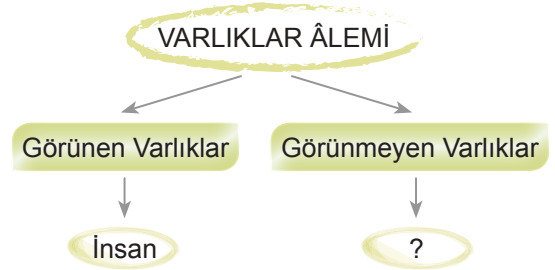 VARLIKLAR ÂLEMİ
Görünen Varlıklar
Görünmeyen Varlıklar
İnsan
?